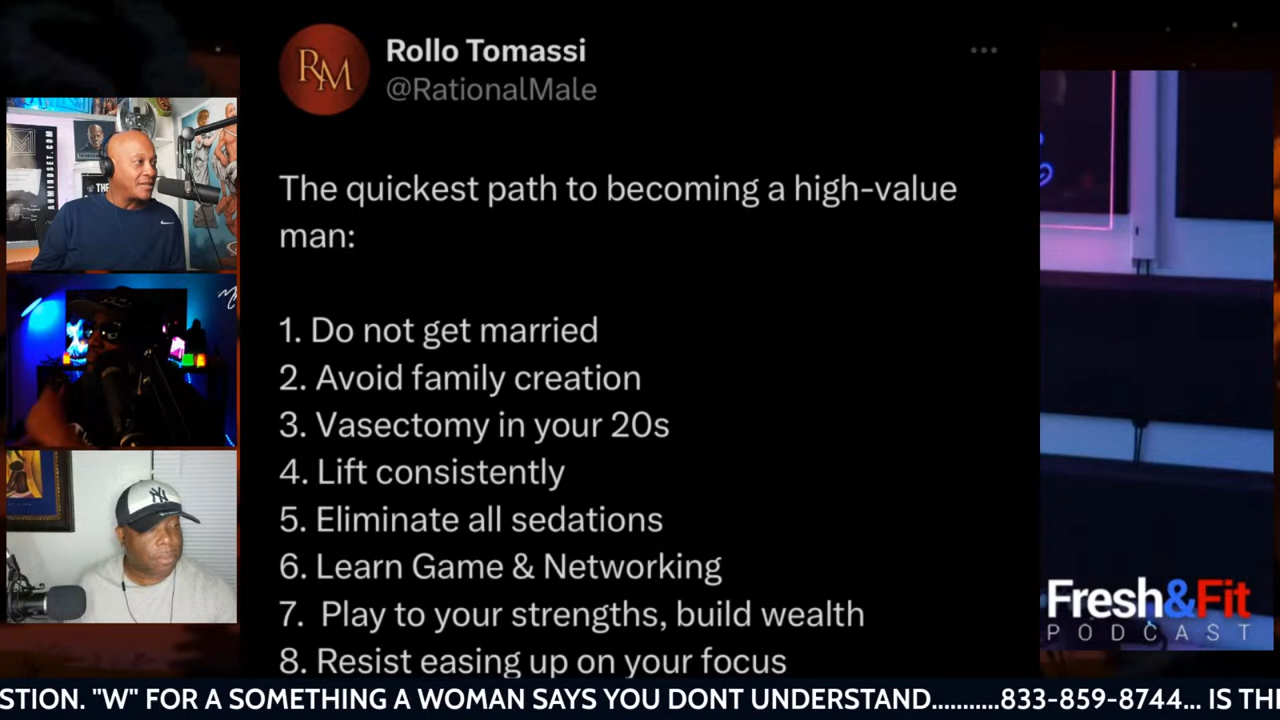 Rollo Tomassi
@RationalMale
The quickest path to becoming a high-value
man:
1. Do not get married
2. Avoid family creation
3. Vasectomy in your 20s
4. Lift consistently
5. Eliminate all sedations
6. Learn Game & Networking
7. Play to your strengths, build wealth
8. Resist easing up on your focus
RM
Fresh&Fit
PODCAST
STION. "W" FOR A SOMETHING A WOMAN SAYS YOU DONT UNDERSTAND...........833-859-8744... IS TH